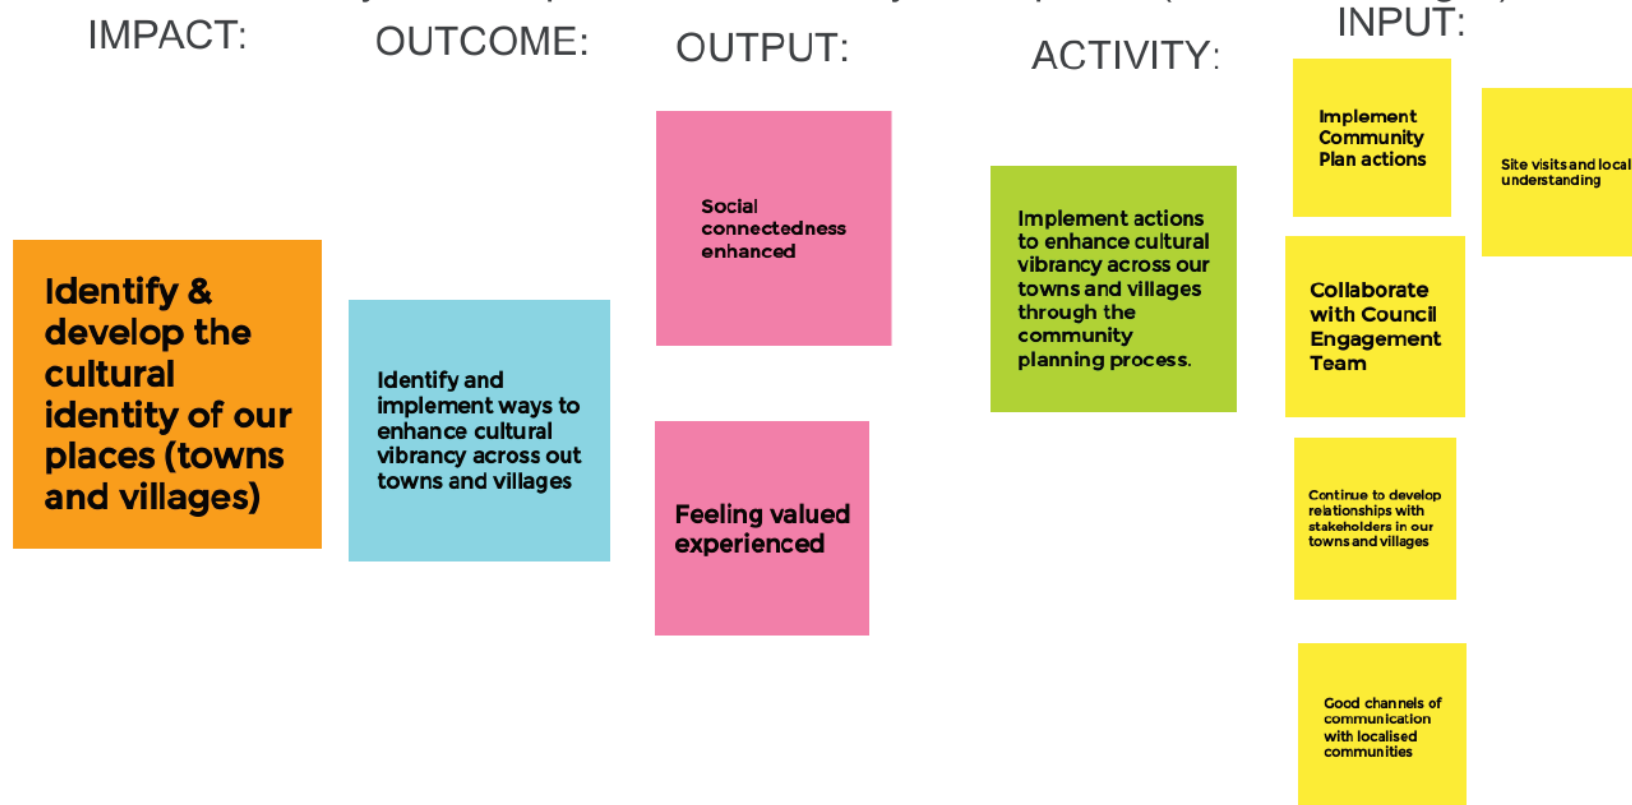 IMPACT:
OUTCOME:
OUTPUT:
ACTIVITY:
INPUT:
Identify &
develop the
cultural
identity of our
places (towns
and villages)
Identify and
implement ways to
enhance cultural
vibrancy across out
towns and villages
Social
connectedness
enhanced
Feeling valued
experienced
Implement actions
to enhance cultural
vibrancy across our
towns and villages
through the
community
planning process.
Implement
Community
Plan actions
Site visits and local
understanding
Collaborate
with Council
Engagement
Team
Continue to develop
relationships with
stakeholders in our
towns and villages
Good channels of
communication
with localised
communities